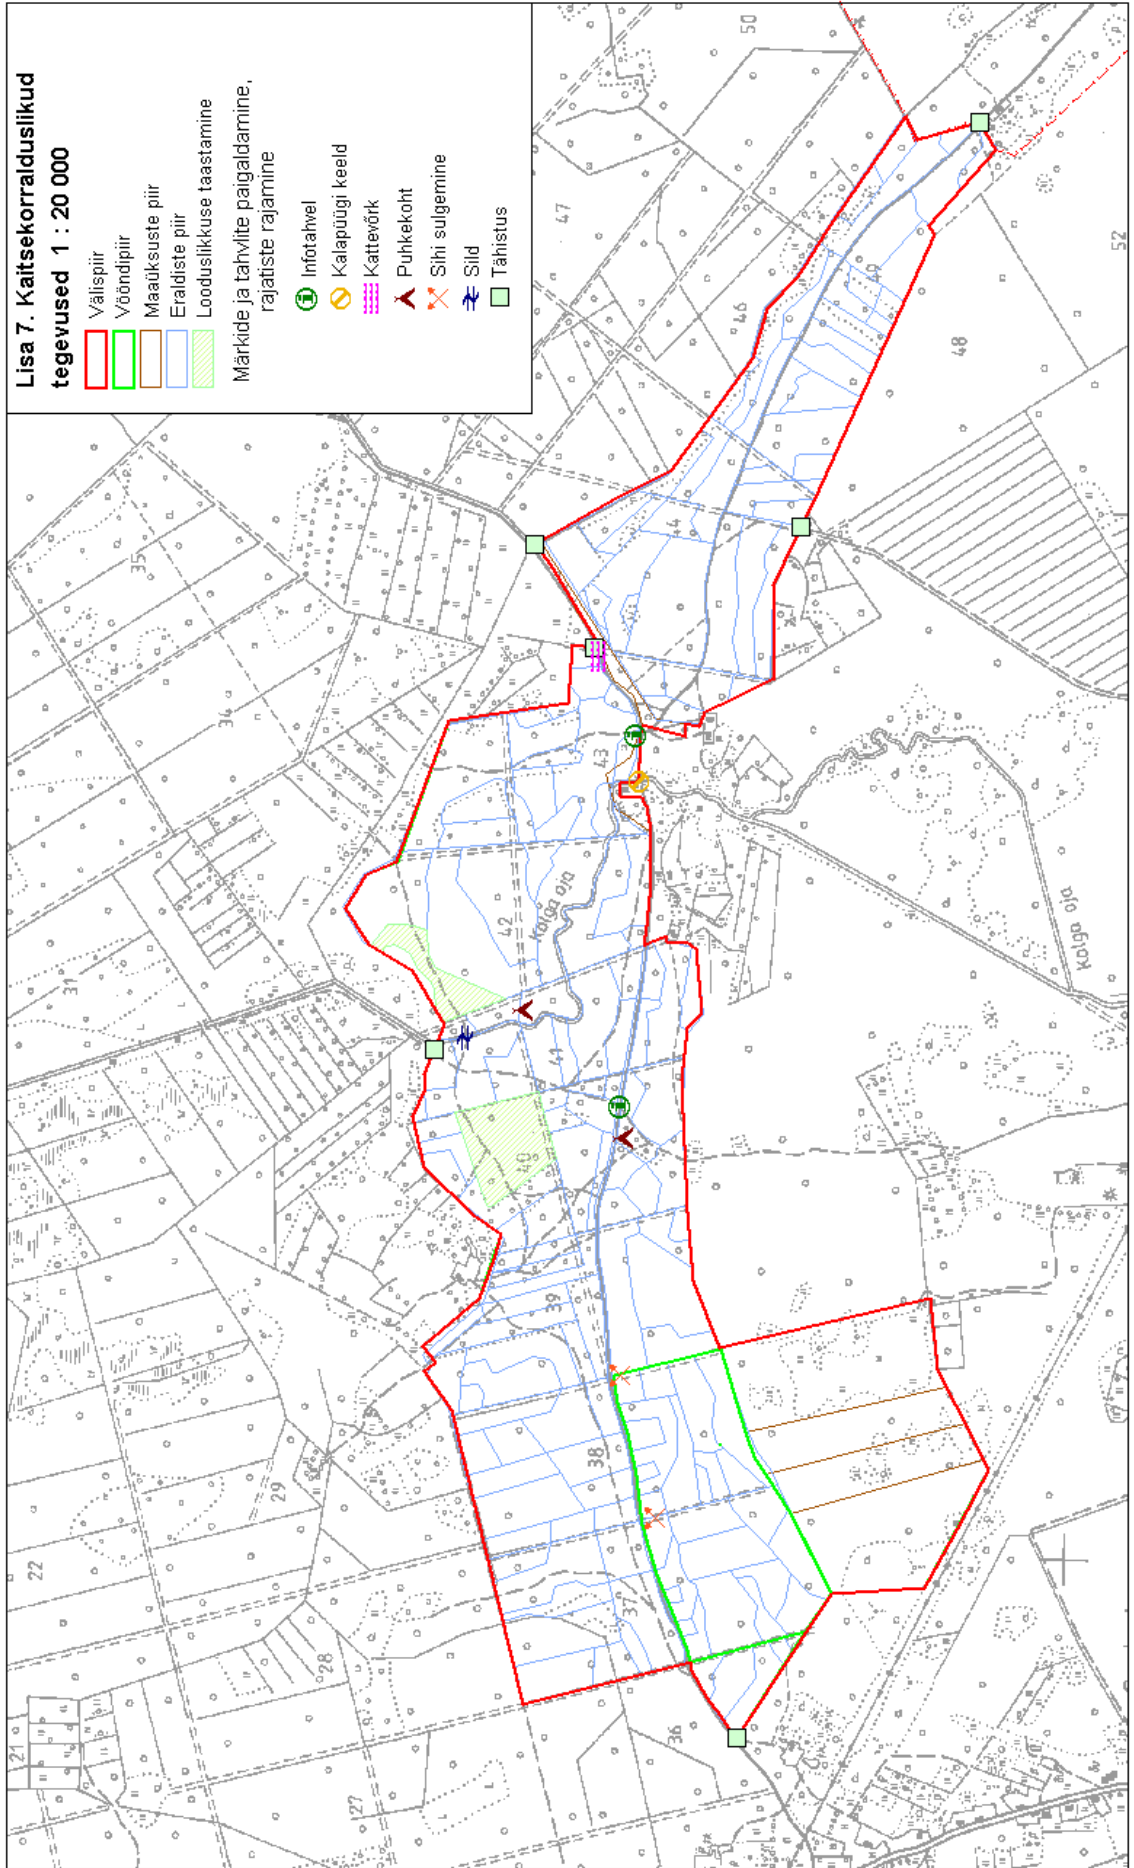 Lisa 7. Kaitsekorralduslikud
tegevused 1 : 20 000
Välispiir
Vööndipiir
Maaüksuste piir
Eraldiste piir
Looduslikkuse taastamine
Märkide ja tahvlite paigaldamine,
rajatiste rajamine
Infotahvel
Kalapüügi keeld
Kattevõrk
Puhkekoht
Sihi sulgemine
Sild
Tähistus
21
22
27
28
29
31
34
35
36
37
38
39
40
41
42
43
44
46
47
48
49
50
52
Kolga oja
Kolga oja